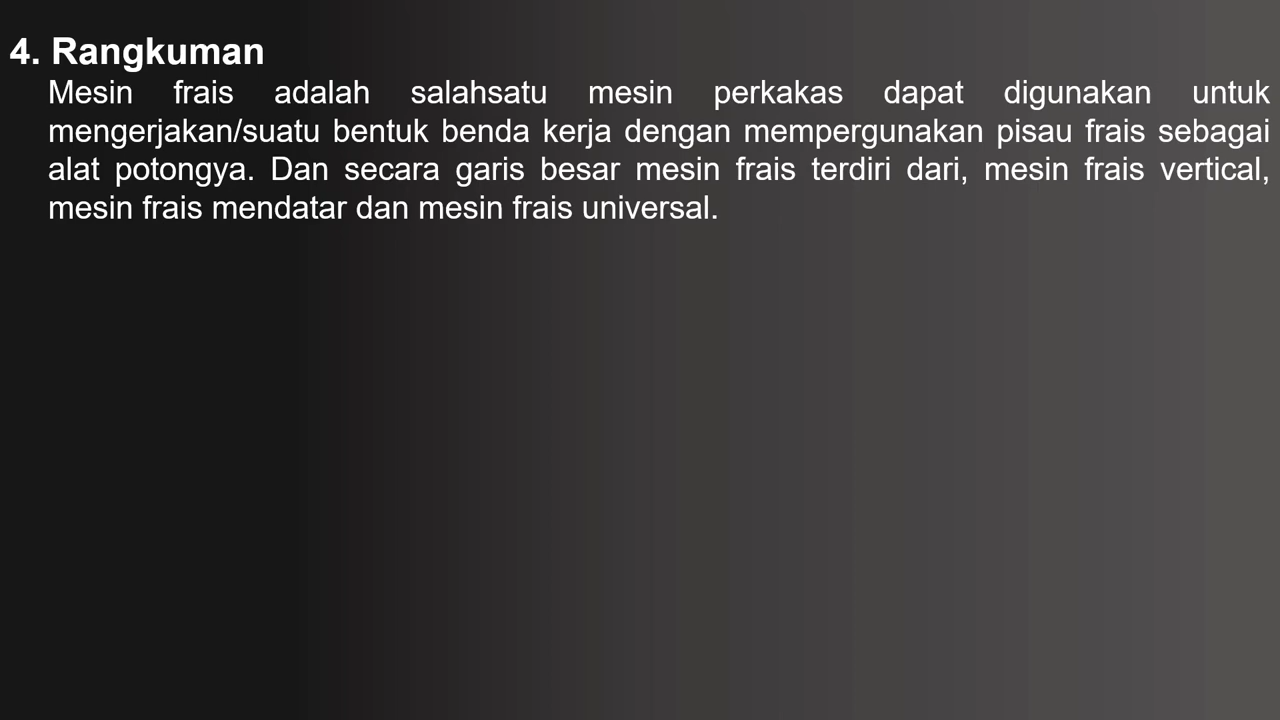 4. Rangkuman
Mesin frais adalah salahsatu mesin perkakas dapat digunakan untuk
mengerjakan/suatu bentuk benda kerja dengan mempergunakan pisau frais sebagai
alat potongya. Dan secara garis besar mesin frais terdiri dari, mesin frais vertical,
mesin frais mendatar dan mesin frais universal.